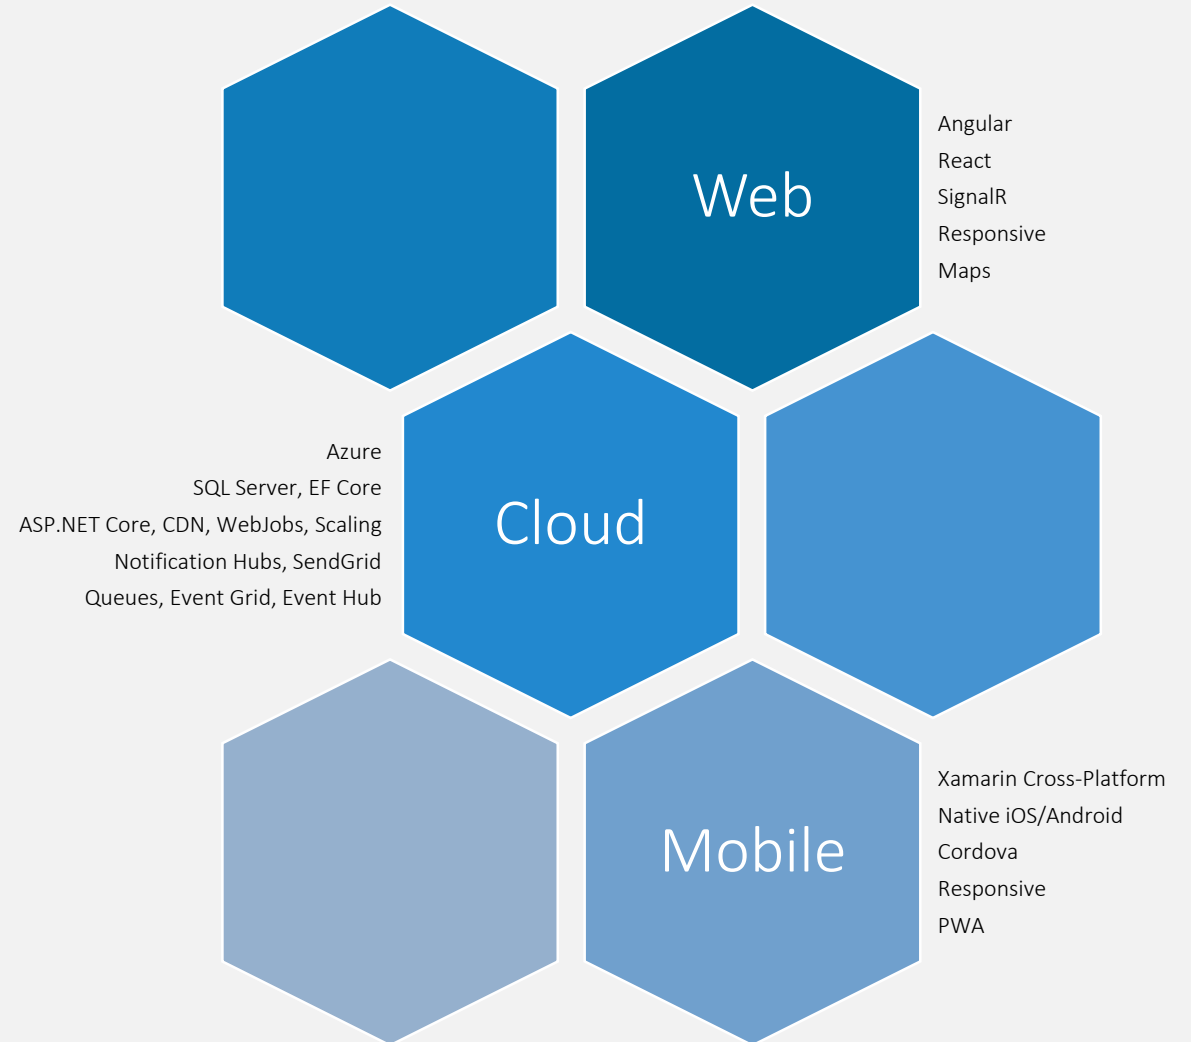 Web
Angular
React
SignalR
Responsive
Maps
Cloud
Azure
SQL Server, EF Core
ASP.NET Core, CDN, WebJobs, Scaling
Notification Hubs, SendGrid
Queues, Event Grid, Event Hub
Mobile
Xamarin Cross-Platform
Native iOS/Android
Cordova
Responsive
PWA